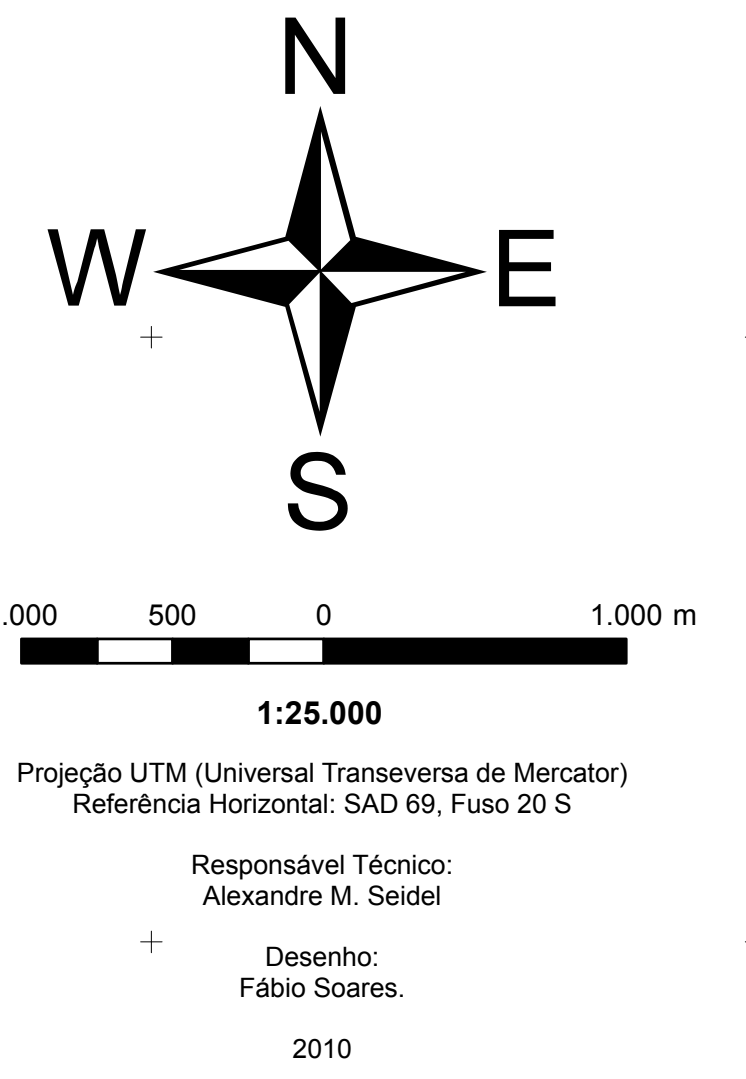 N
W E
S
.000 500 0 1.000 m
1:25.000
Projeção UTM (Universal Transeversa de Mercator)
Referência Horizontal: SAD 69, Fuso 20 S
Responsável Técnico:
Alexandre M. Seidel
Desenho:
Fábio Soares.
2010